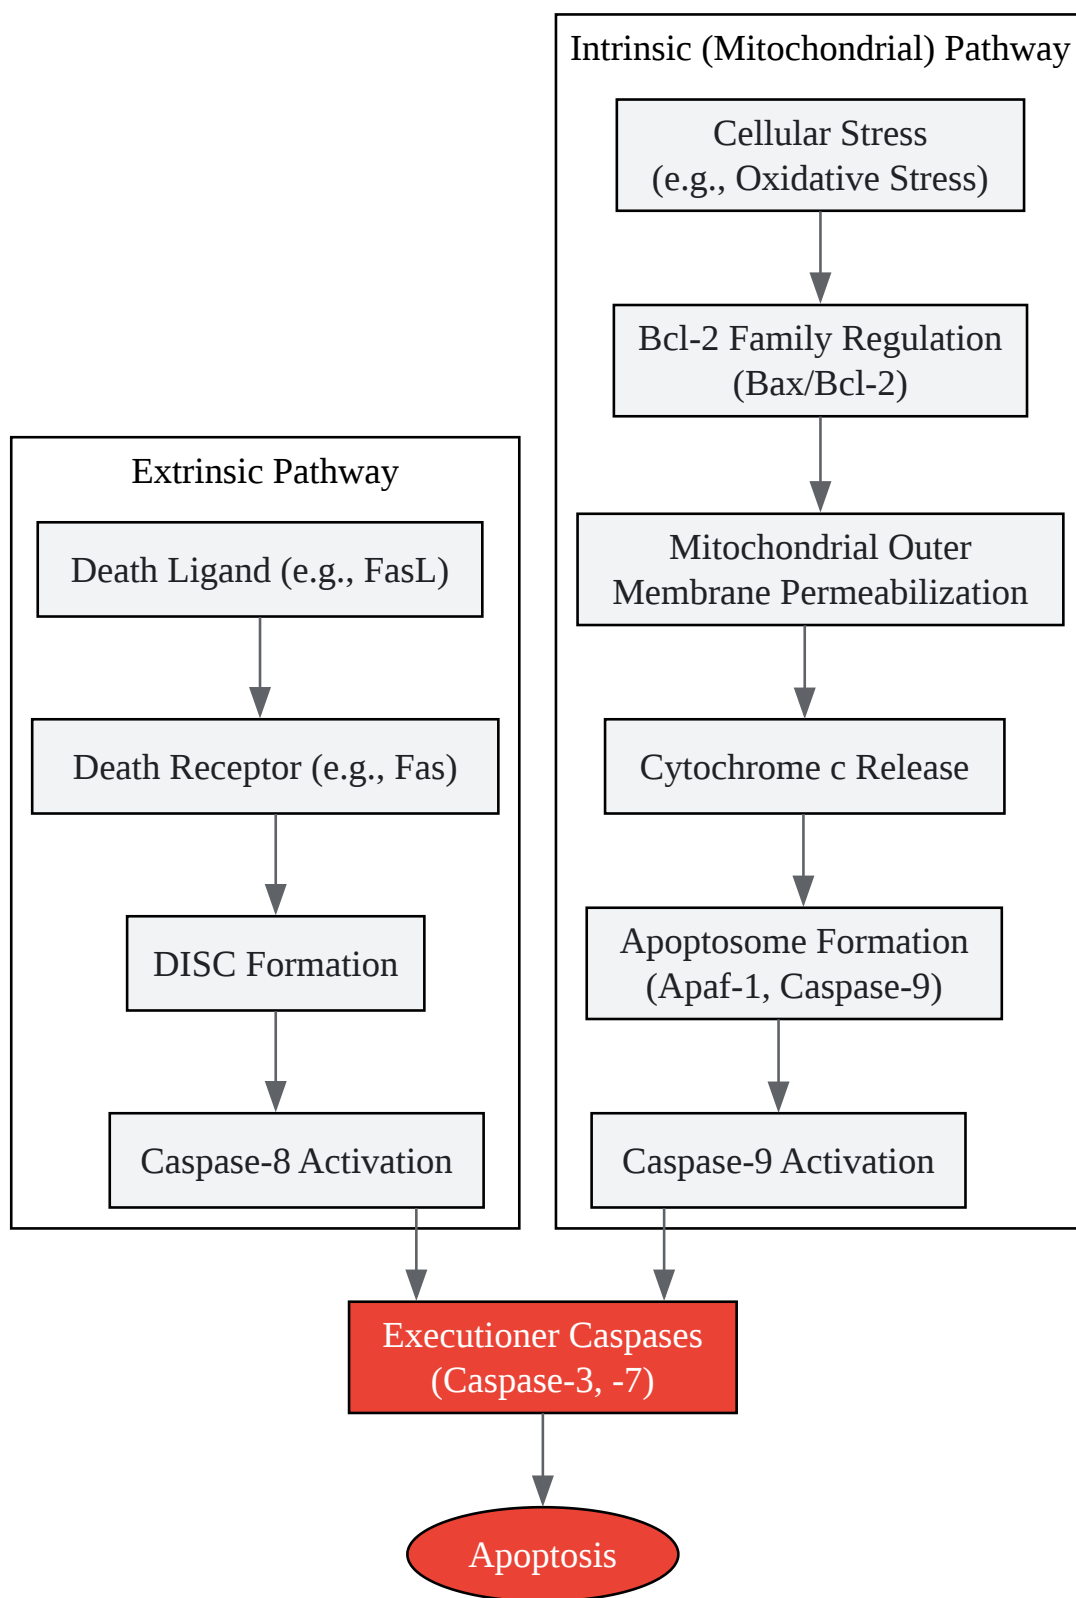 Intrinsic (Mitochondrial) Pathway
Cellular Stress
(e.g., Oxidative Stress)
Bcl-2 Family Regulation
(Bax/Bcl-2)
Mitochondrial Outer
Membrane Permeabilization
Cytochrome c Release
Apoptosome Formation
(Apaf-1, Caspase-9)
Caspase-9 Activation
Extrinsic Pathway
Death Ligand (e.g., FasL)
Death Receptor (e.g., Fas)
DISC Formation
Caspase-8 Activation
Executioner Caspases
(Caspase-3, -7)
Apoptosis